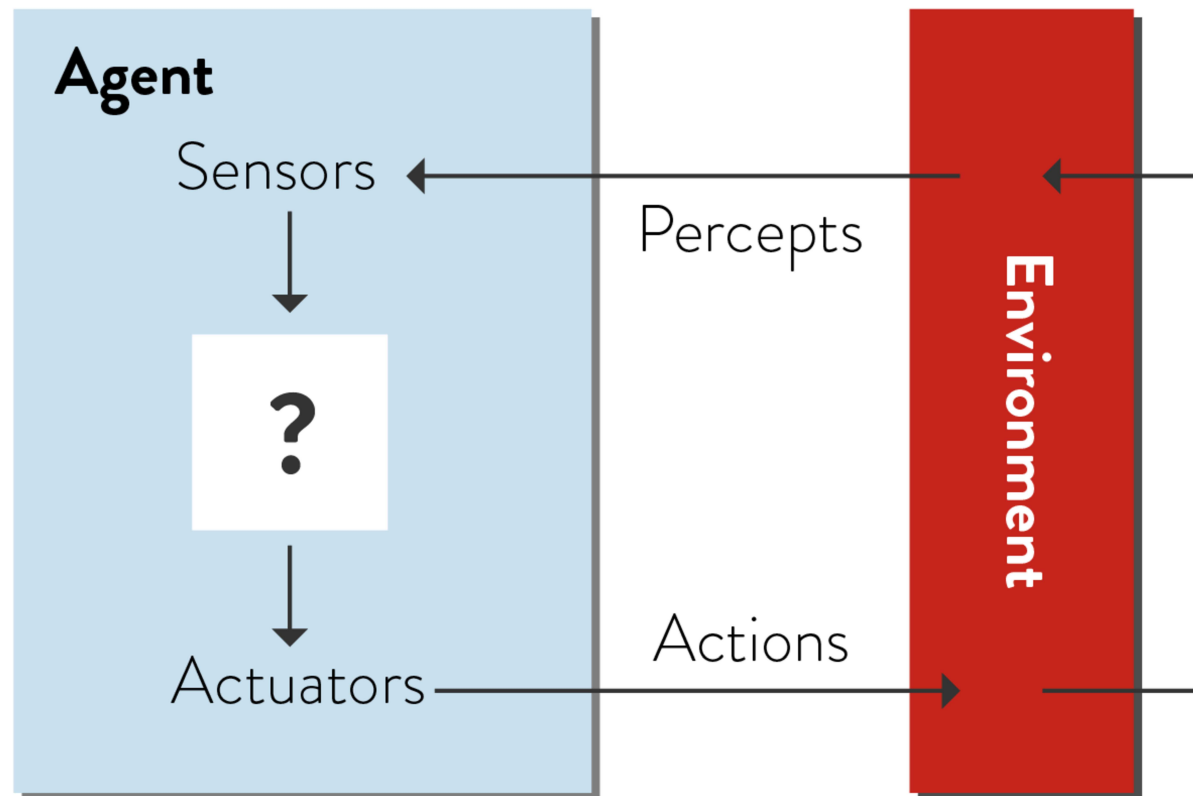 Agent
Sensors
Percepts
Environment
?
Actions
Actuators